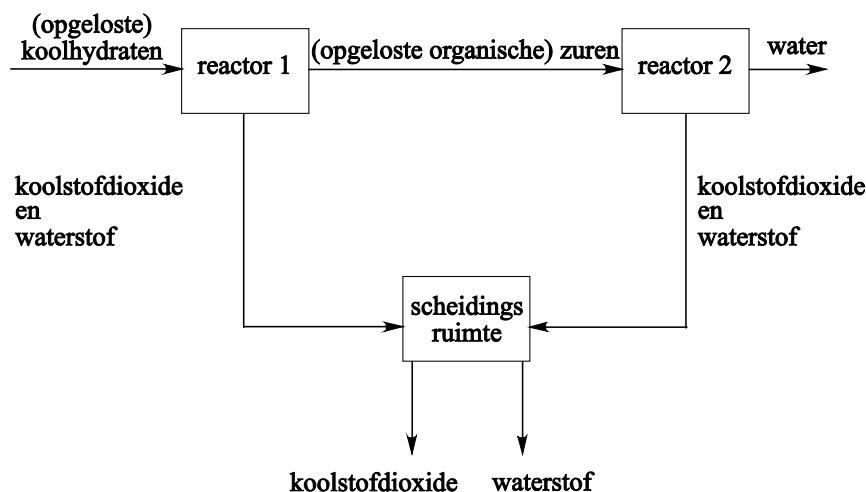 (opgeloste)
koolhydraten
reactor 1
(opgeloste organische) zuren
reactor 2
water
koolstofdioxide
en
waterstof
koolstofdioxide
en
waterstof
scheidings
ruimte
koolstofdioxide
waterstof